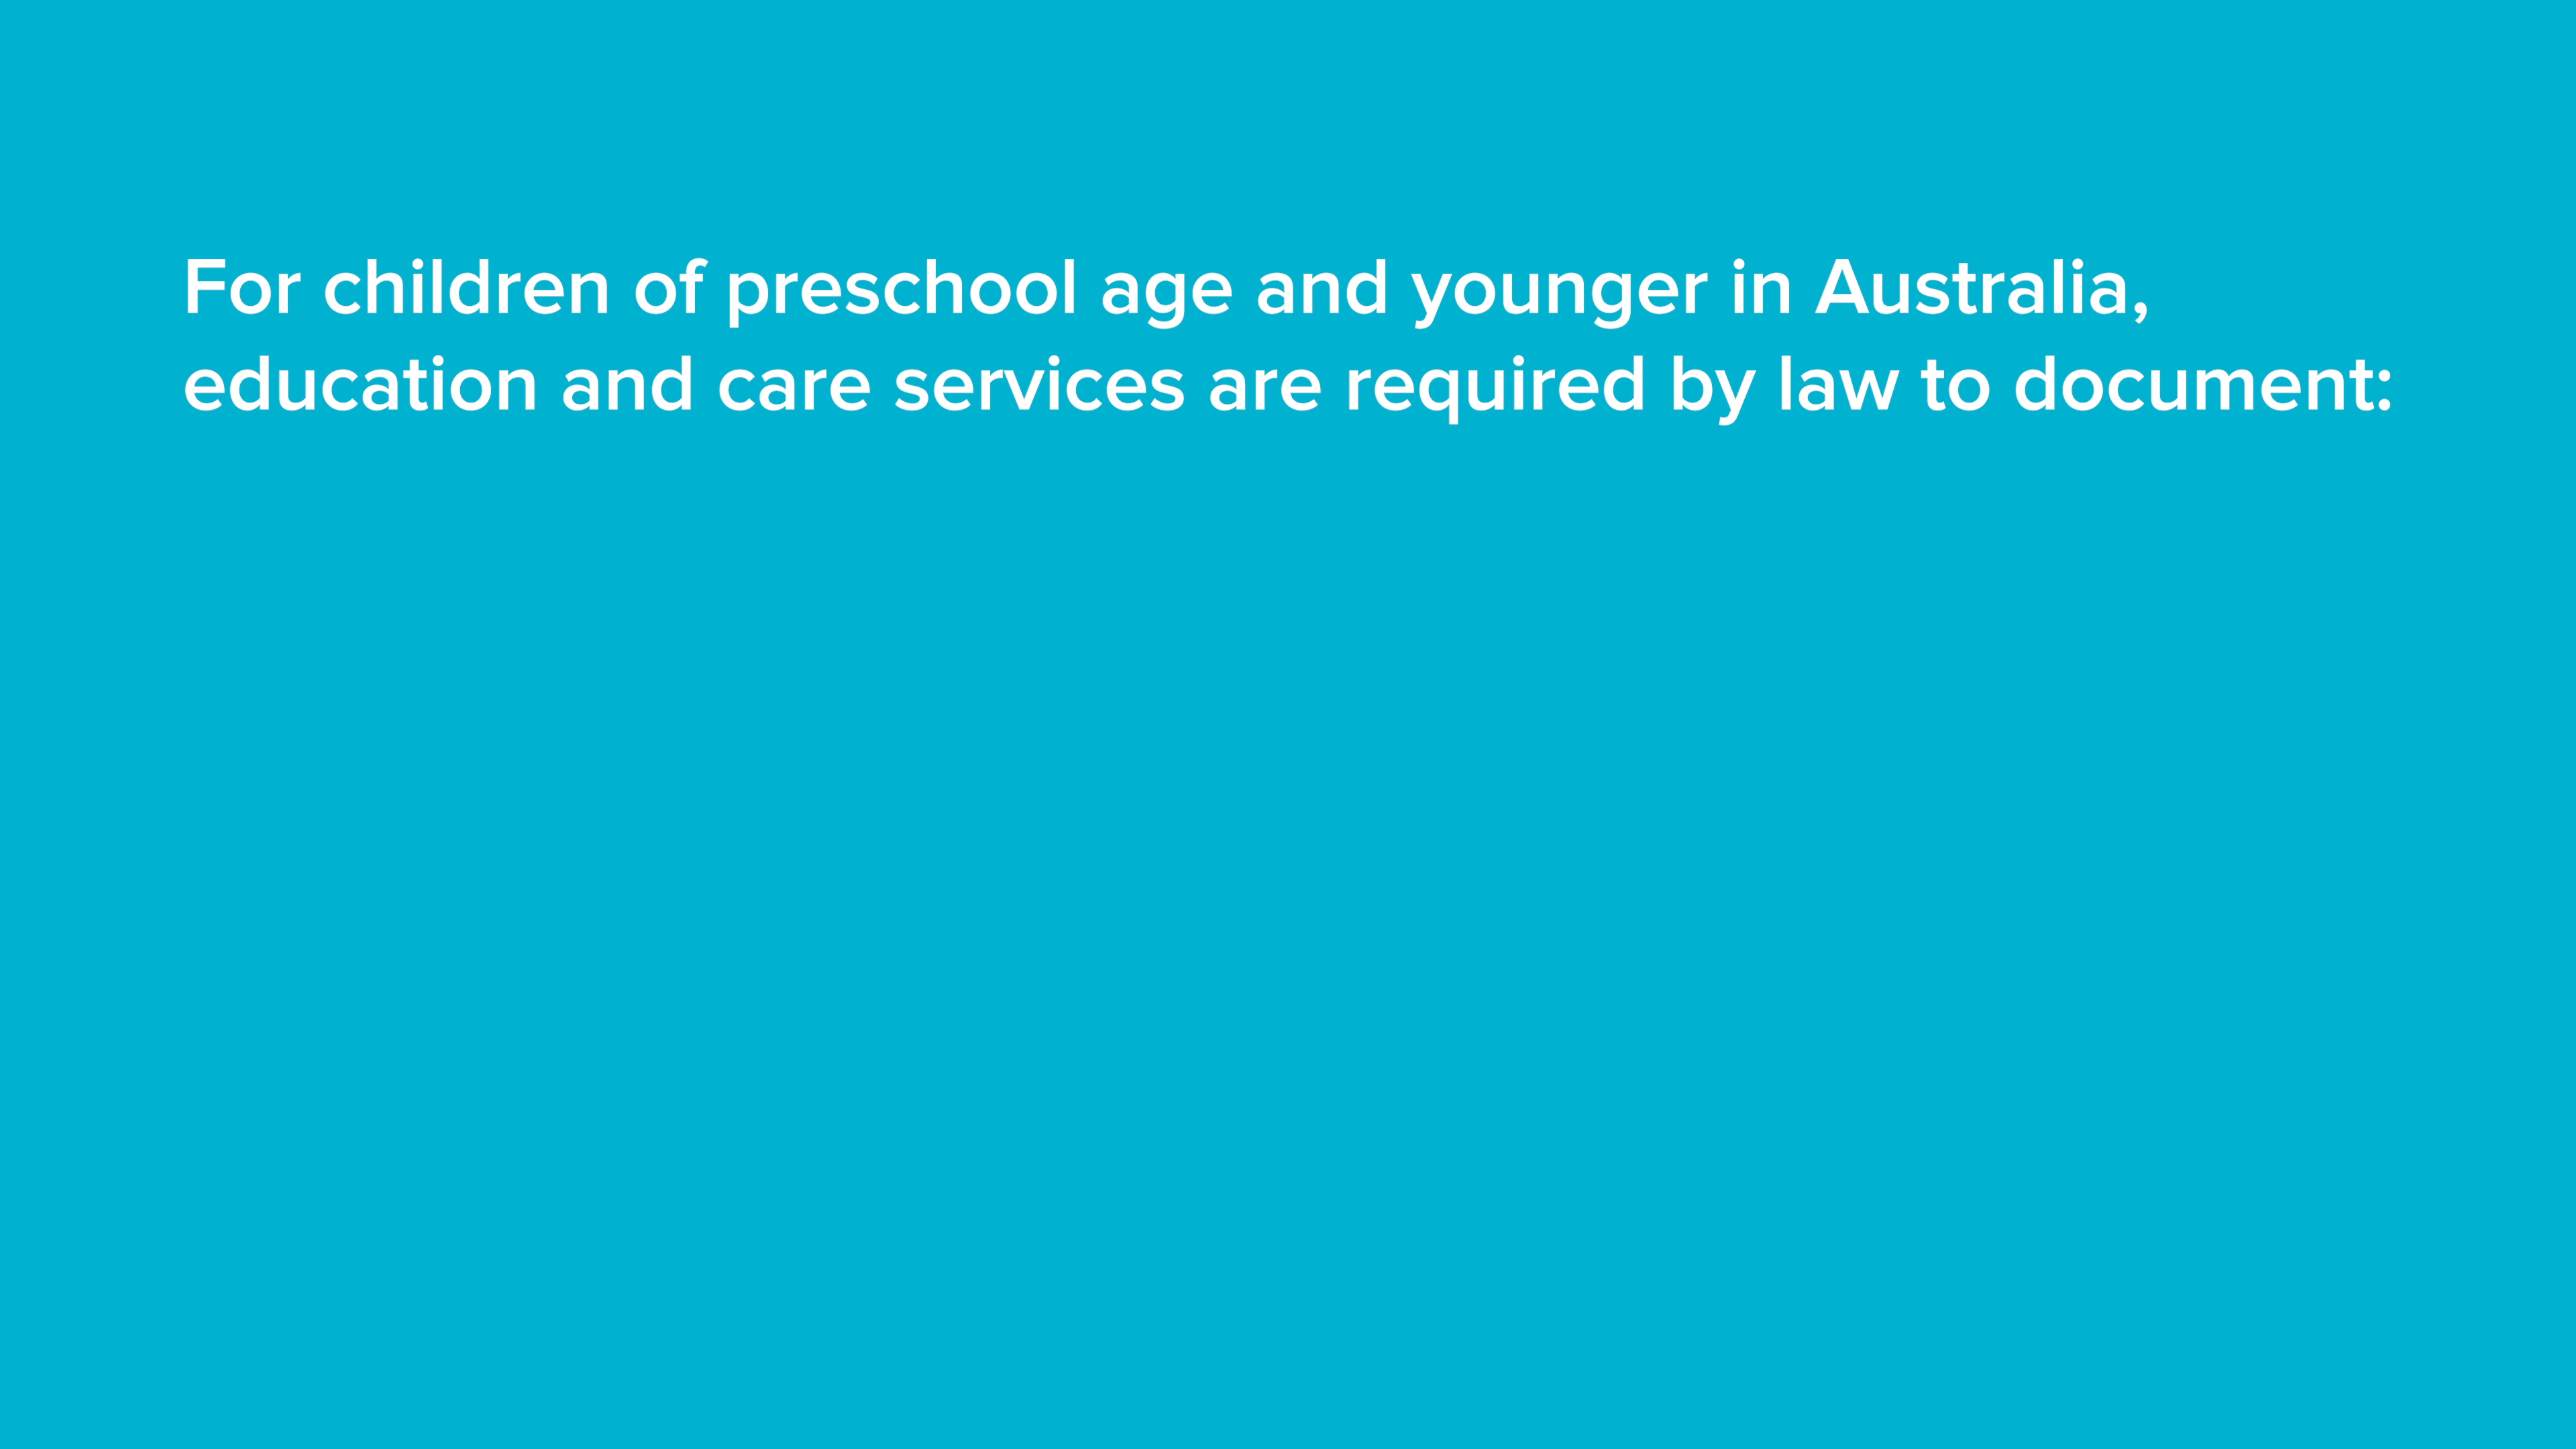 For children of preschool age and younger in Australia,
education and care services are required by law to document: